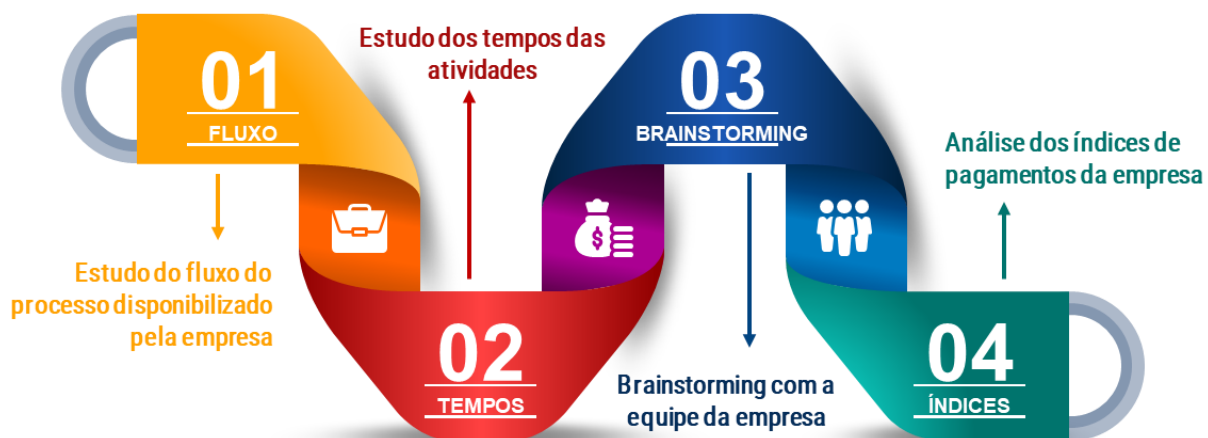 01
FLUXO
Estudo do fluxo do
processo disponibilizado
pela empresa
Estudo dos tempos das
atividades
02
TEMPOS
$
03
BRAINSTORMING
Brainstorming com a
equipe da empresa
Análise dos índices de
pagamentos da empresa
04
ÍNDICES